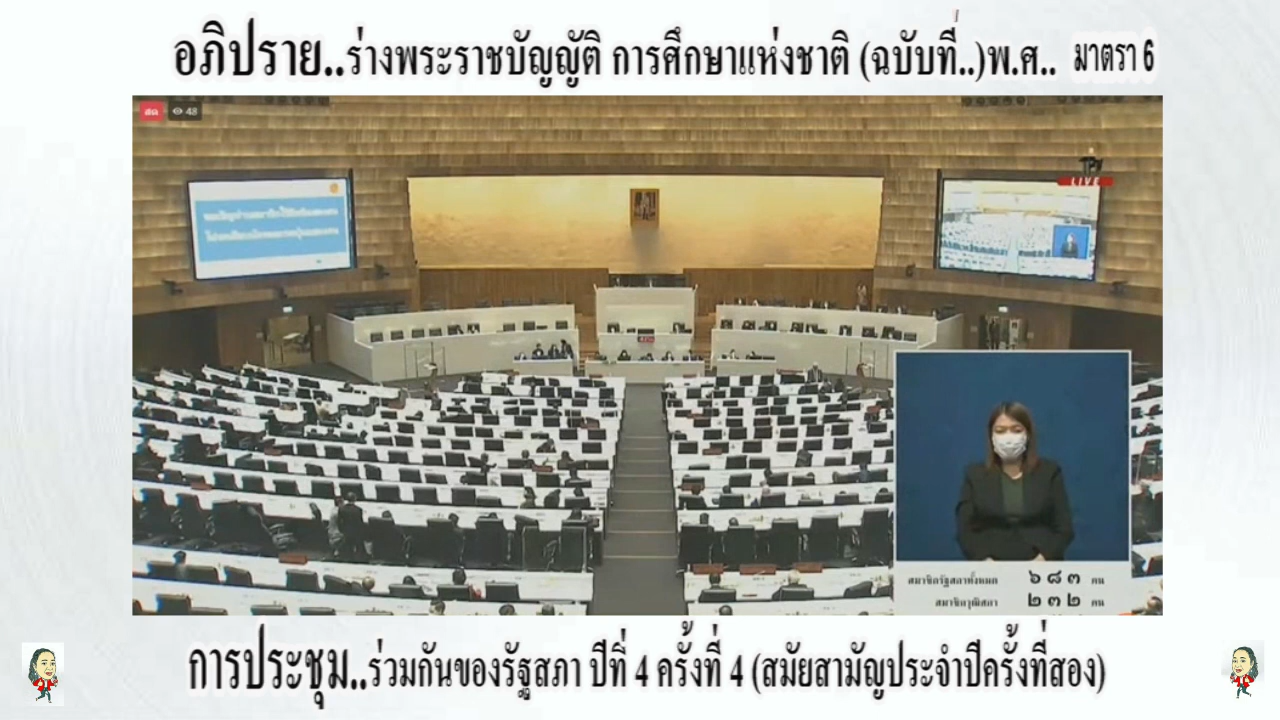 อภิปราย..ร่างพระราชบัญญัติ การศึกษาแห่งชาติ (ฉบับที่..)พ.ศ.. มาตรา 6
สด 48
LIVE
สมาชิกรัฐสภาทั้งหมด ๖๘๓ คน
สมาชิกวุฒิสภา ๒๓๒ คน
การประชุม..ร่วมกันของรัฐสภา ปีที่ 4 ครั้งที่ 4 (สมัยสามัญประจำปีครั้งที่สอง)